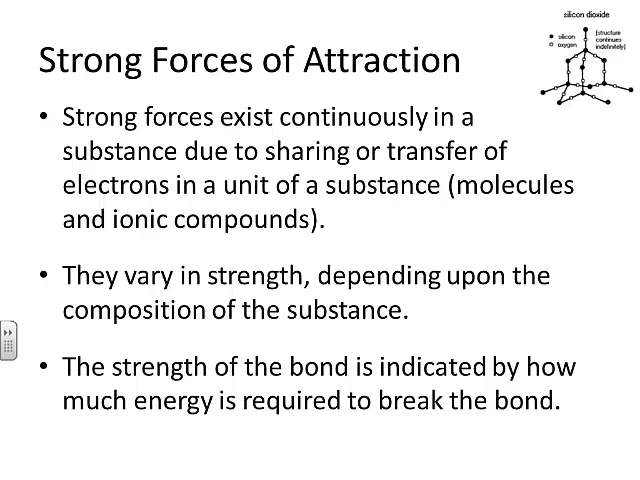 silicon dioxide
silicon
oxygen
(structure
continues
indefinitely)
Strong Forces of Attraction
• Strong forces exist continuously in a
substance due to sharing or transfer of
electrons in a unit of a substance (molecules
and ionic compounds).
• They vary in strength, depending upon the
composition of the substance.
• The strength of the bond is indicated by how
much energy is required to break the bond.